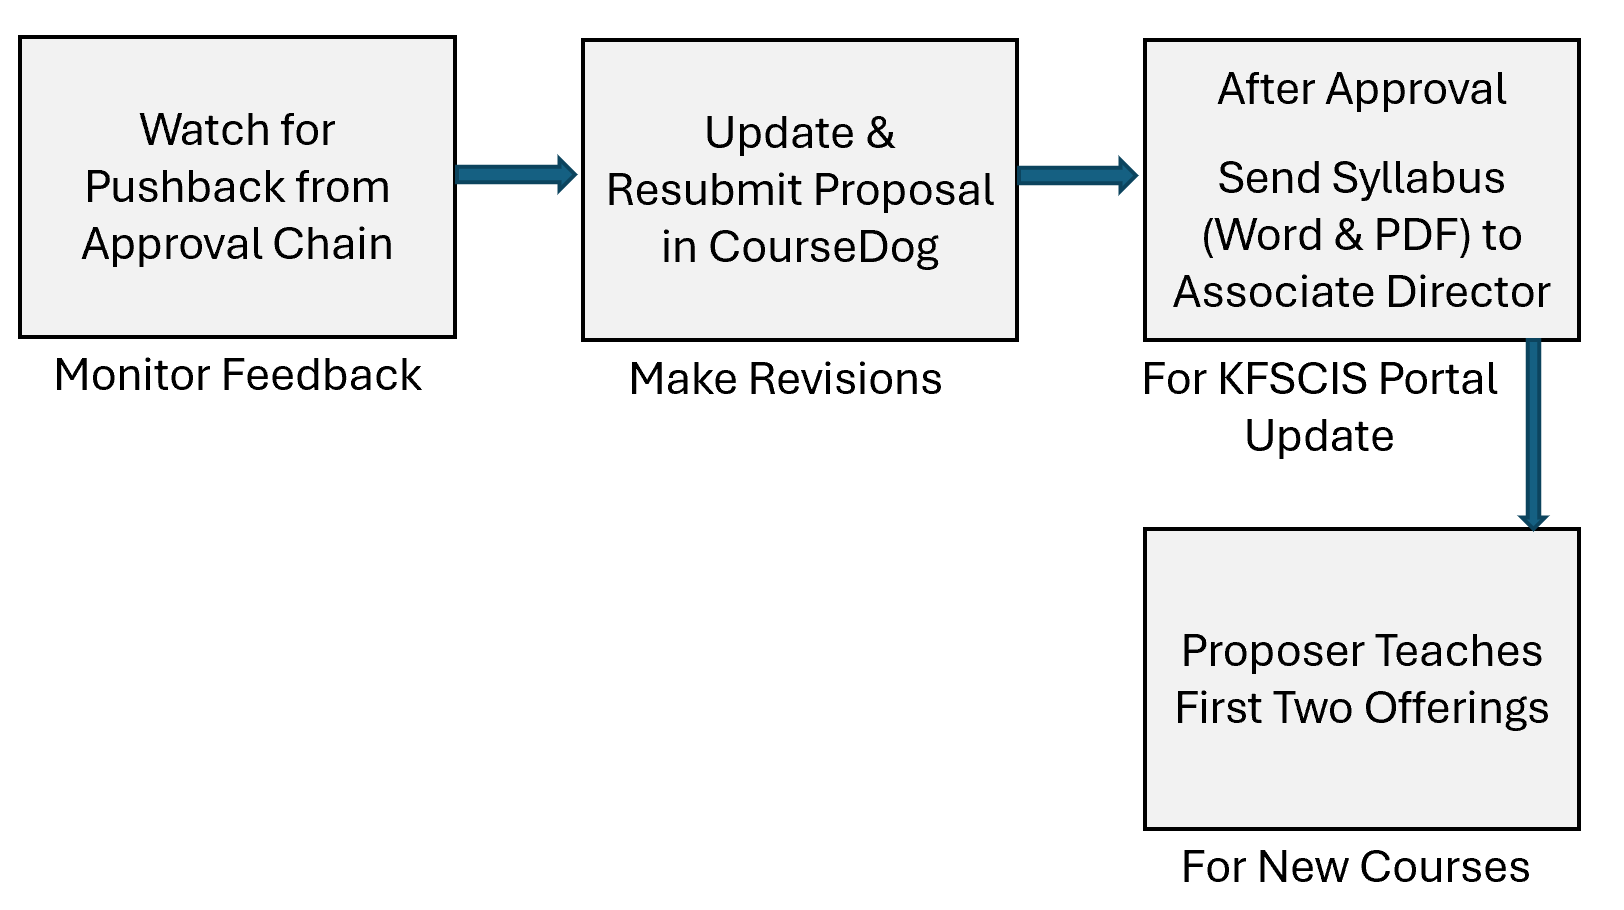 Watch for
Pushback from
Approval Chain
Monitor Feedback
Update &
Resubmit Proposal
in CourseDog
Make Revisions
After Approval
Send Syllabus
(Word & PDF) to
Associate Director
For KFSCIS Portal
Update
Proposer Teaches
First Two Offerings
For New Courses